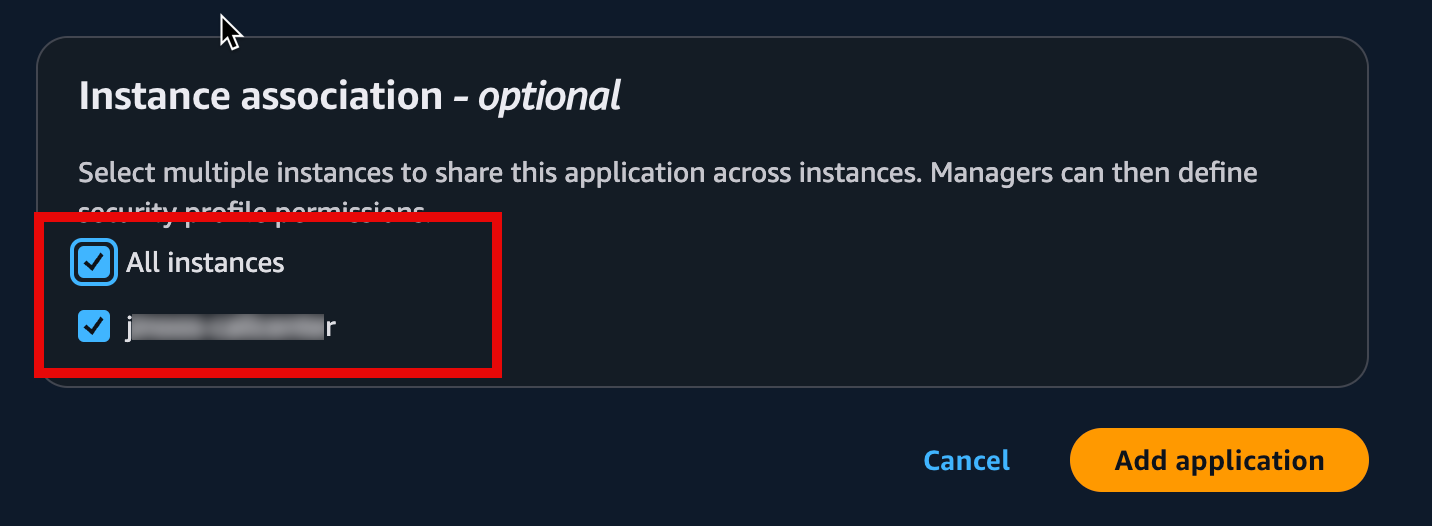 Instance association - optional
Select multiple instances to share this application across instances. Managers can then define
security profile permissions.
All instances
Cancel
Add application